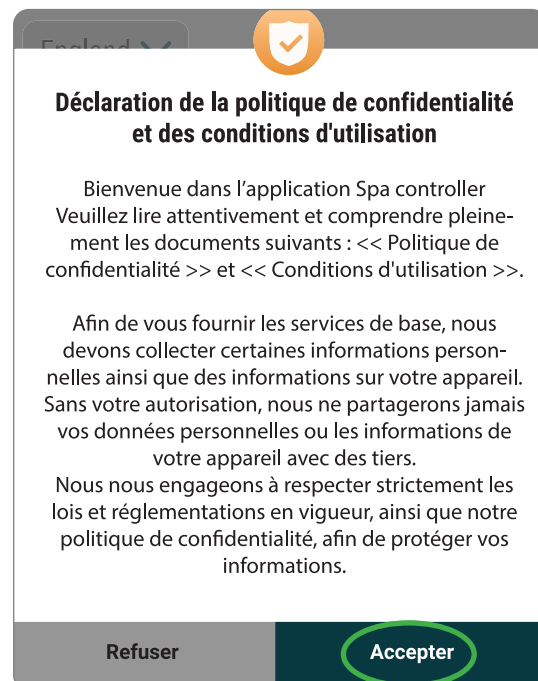 England
Déclaration de la politique de confidentialité
et des conditions d'utilisation
Bienvenue dans l’application Spa controller
Veuillez lire attentivement et comprendre pleine-
ment les documents suivants : << Politique de
confidentialité >> et << Conditions d'utilisation >>.
Afin de vous fournir les services de base, nous
devons collecter certaines informations person-
nelles ainsi que des informations sur votre appareil.
Sans votre autorisation, nous ne partagerons jamais
vos données personnelles ou les informations de
votre appareil avec des tiers.
Nous nous engageons à respecter strictement les
lois et réglementations en vigueur, ainsi que notre
politique de confidentialité, afin de protéger vos
informations.
Refuser
Accepter